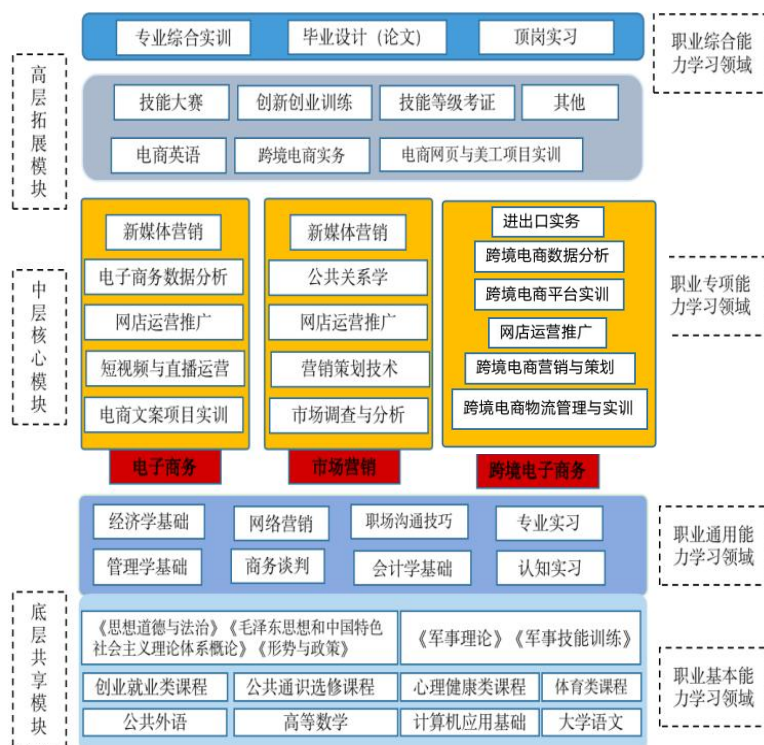 专业综合实训
毕业设计（论文）
顶岗实习
职业综合能
力学习领域
高层拓展模块
技能大赛
创新创业训练
技能等级考证
其他
电商英语
跨境电商实务
电商网页与美工项目实训
中层核心模块
新媒体营销
电子商务数据分析
网店运营推广
短视频与直播运营
电商文案项目实训
电子商务
新媒体营销
公共关系学
网店运营推广
营销策划技术
市场调查与分析
市场营销
进出口实务
跨境电商数据分析
跨境电商平台实训
网店运营推广
跨境电商营销与策划
跨境电商物流管理与实训
跨境电子商务
职业专项能
力学习领域
经济学基础
网络营销
职场沟通技巧
专业实习
管理学基础
商务谈判
会计学基础
认知实习
职业通用能
力学习领域
底层共享模块
《思想道德与法治》《毛泽东思想和中国特色
社会主义理论体系概论》《形势与政策》
《军事理论》《军事技能训练》
创业就业类课程
公共通识选修课程
心理健康类课程
体育类课程
公共外语
高等数学
计算机应用基础
大学语文
职业基本能
力学习领域